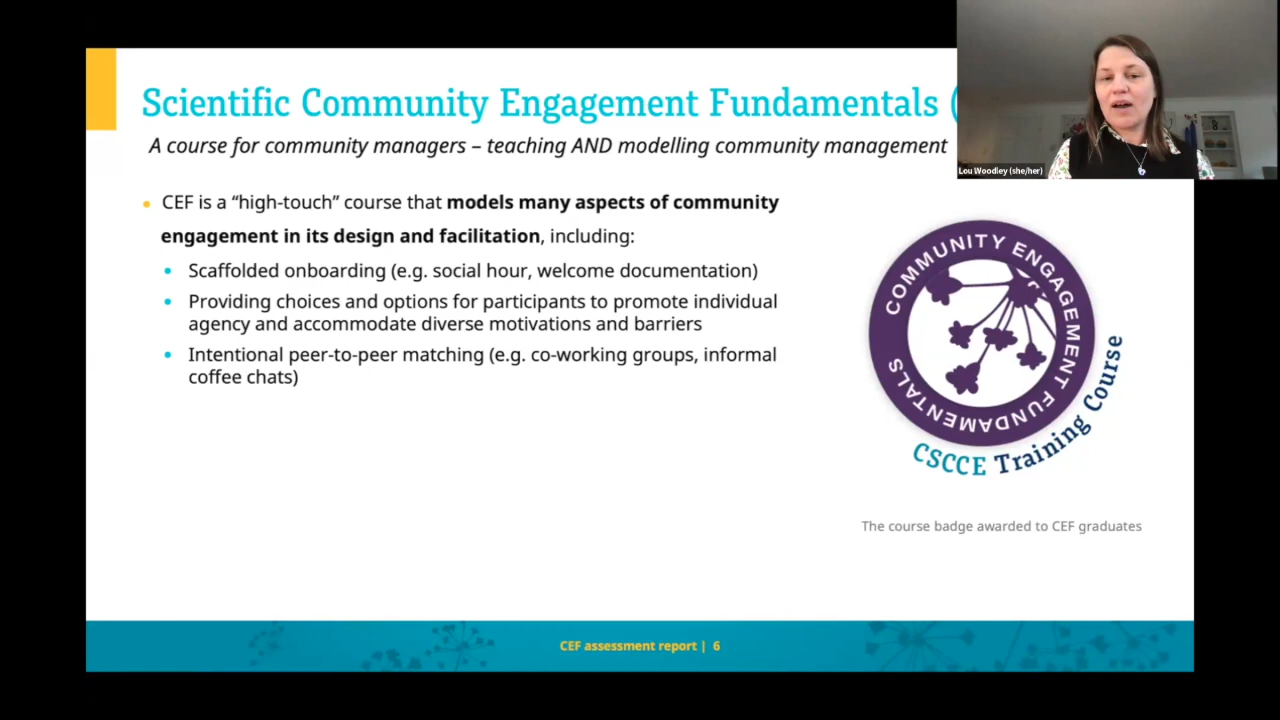 Scientific Community Engagement Fundamentals (
A course for community managers – teaching AND modelling community management
Lou Woodley (she/her)
• CEF is a “high-touch” course that models many aspects of community
engagement in its design and facilitation, including:
• Scaffolded onboarding (e.g. social hour, welcome documentation)
• Providing choices and options for participants to promote individual
agency and accommodate diverse motivations and barriers
• Intentional peer-to-peer matching (e.g. co-working groups, informal
coffee chats)
COMMUNITY ENGAGEMENT FUNDAMENTALS
CSCCE Training Course
The course badge awarded to CEF graduates
CEF assessment report | 6